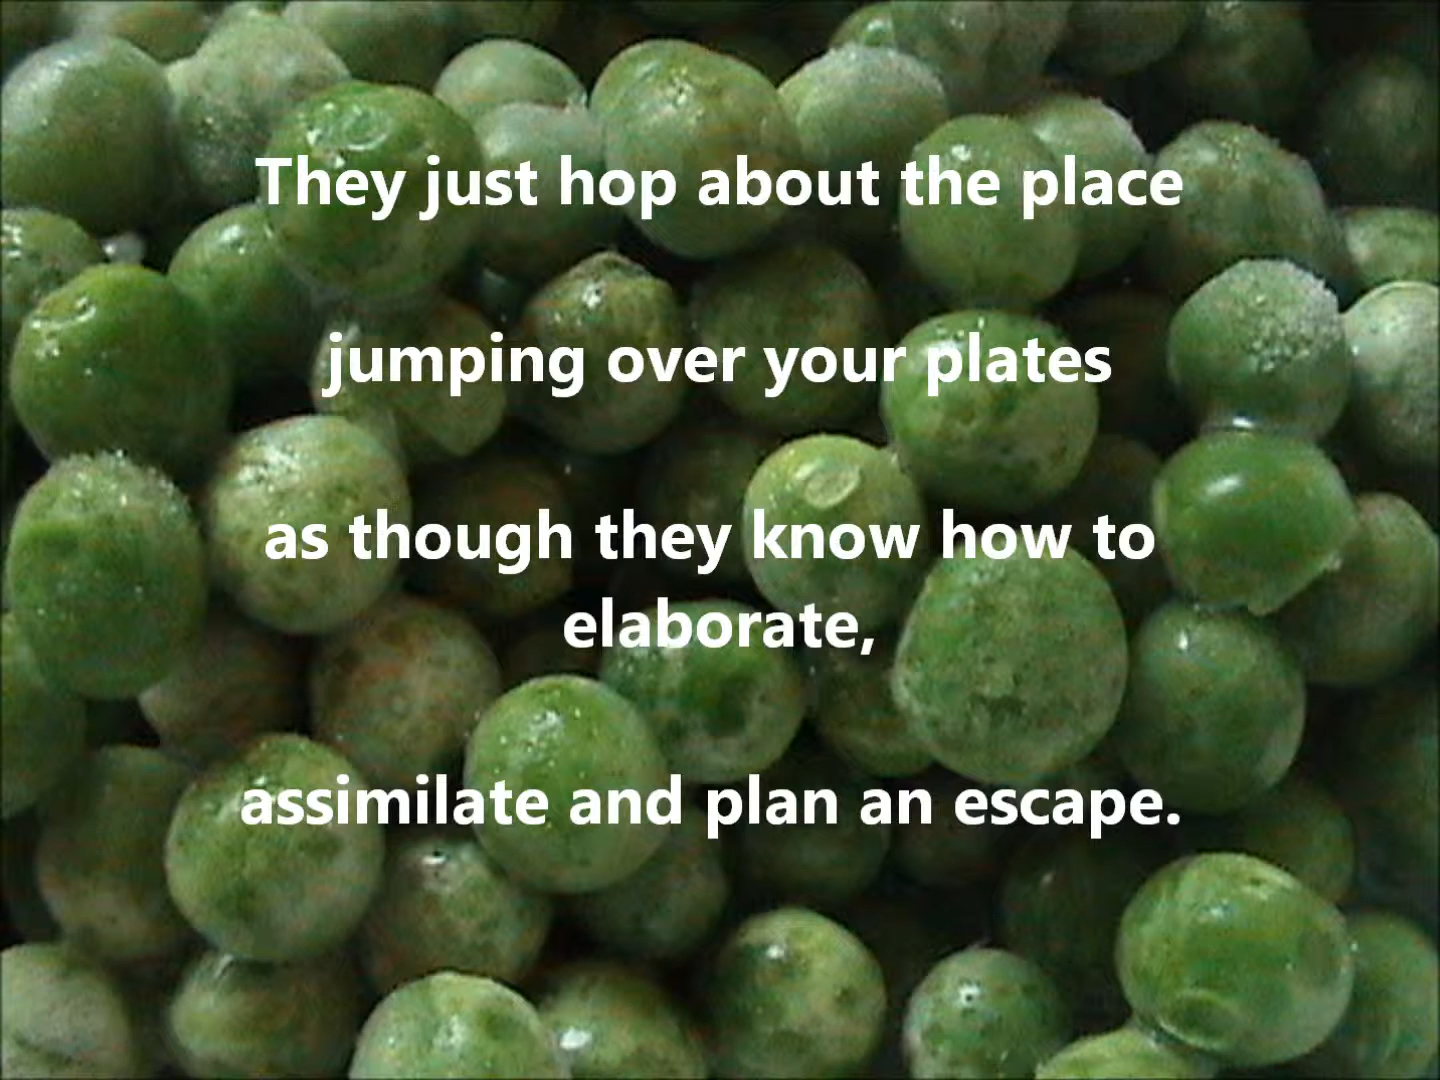 They just hop about the place
jumping over your plates
as though they know how to
elaborate,
assimilate and plan an escape.